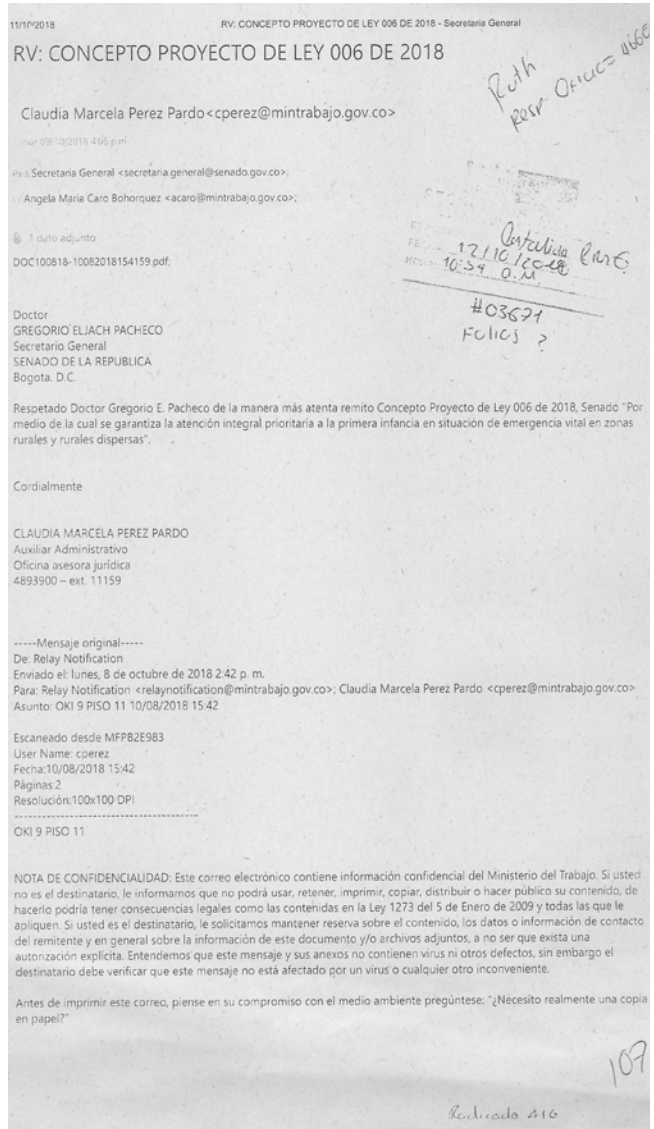 11/10/2018 RV: CONCEPTO PROYECTO DE LEY 006 DE 2018 - Secretaria General
RV: CONCEPTO PROYECTO DE LEY 006 DE 2018
Ruth
Resp. Oficio =
Claudia Marcela Perez Pardo<cperez@mintrabajo.gov.co>
mar 09/10/2018 4:06 p.m.
Para: Secretaria General <secretaria.general@senado.gov.co>;
Angela Maria Caro Bohorquez <acaro@mintrabajo.gov.co>;
1 dato adjunto
DOC100818-10082018154159.pdf;
12/10/2018
10:54 a.M.
#03671
Folios ?
Doctor
GREGORIO ELJACH PACHECO
Secretario General
SENADO DE LA REPUBLICA
Bogota. D.C.
Respetado Doctor Gregorio E. Pacheco de la manera más atenta remito Concepto Proyecto de Ley 006 de 2018, Senado "Por
medio de la cual se garantiza la atención integral prioritaria a la primera infancia en situación de emergencia vital en zonas
rurales y rurales dispersas".
Cordialmente
CLAUDIA MARCELA PEREZ PARDO
Auxiliar Administrativo
Oficina asesora jurídica
4893900 – ext. 11159
-----Mensaje original-----
De: Relay Notification
Enviado el: lunes, 8 de octubre de 2018 2:42 p. m.
Para: Relay Notification <relaynotification@mintrabajo.gov.co>; Claudia Marcela Perez Pardo <cperez@mintrabajo.gov.co>
Asunto: OKI 9 PISO 11 10/08/2018 15:42
Escaneado desde MFPB2E983
User Name: cperez
Fecha:10/08/2018 15:42
Páginas:2
Resolución:100x100 DPI
----------------------------------------
OKI 9 PISO 11
NOTA DE CONFIDENCIALIDAD: Este correo electrónico contiene información confidencial del Ministerio del Trabajo. Si usted
no es el destinatario, le informamos que no podrá usar, retener, imprimir, copiar, distribuir o hacer público su contenido, de
hacerlo podría tener consecuencias legales como las contenidas en la Ley 1273 del 5 de Enero de 2009 y todas las que le
apliquen. Si usted es el destinatario, le solicitamos mantener reserva sobre el contenido, los datos o información de contacto
del remitente y en general sobre la información de este documento y/o archivos adjuntos, a no ser que exista una
autorización explícita. Entendemos que este mensaje y sus anexos no contienen virus ni otros defectos, sin embargo el
destinatario debe verificar que este mensaje no está afectado por un virus o cualquier otro inconveniente.
Antes de imprimir este correo, piense en su compromiso con el medio ambiente pregúntese: "¿Necesito realmente una copia
en papel?"
107
Radicado 416